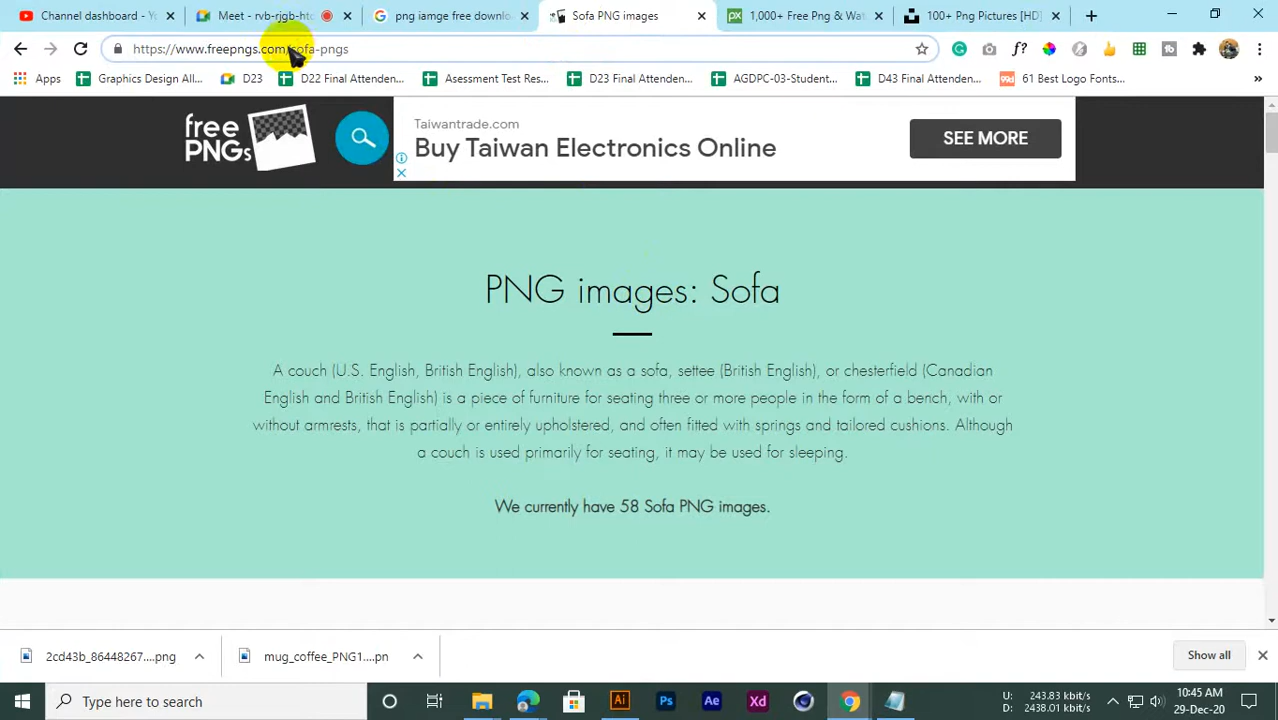 Channel dashboard - Yo
Meet - rvb-rjgb-htc
png iamge free downlo
Sofa PNG images
1,000+ Free Png & Wat
100+ Png Pictures [HD]
https://www.freepngs.com/sofa-pngs
Apps
Graphics Design All...
D23
D22 Final Attenden...
Asessment Test Res...
D23 Final Attenden...
AGDPC-03-Student...
D43 Final Attenden...
61 Best Logo Fonts...
free
PNGs
Taiwantrade.com
Buy Taiwan Electronics Online
SEE MORE
PNG images: Sofa
A couch (U.S. English, British English), also known as a sofa, settee (British English), or chesterfield (Canadian
English and British English) is a piece of furniture for seating three or more people in the form of a bench, with or
without armrests, that is partially or entirely upholstered, and often fitted with springs and tailored cushions. Although
a couch is used primarily for seating, it may be used for sleeping.
We currently have 58 Sofa PNG images.
2cd43b_86448267....png
mug_coffee_PNG1....pn
Show all
Type here to search
Ai
Ps
Ae
Xd
U: 243.83 kbit/s
D: 2438.01 kbit/s
10:45 AM
29-Dec-20